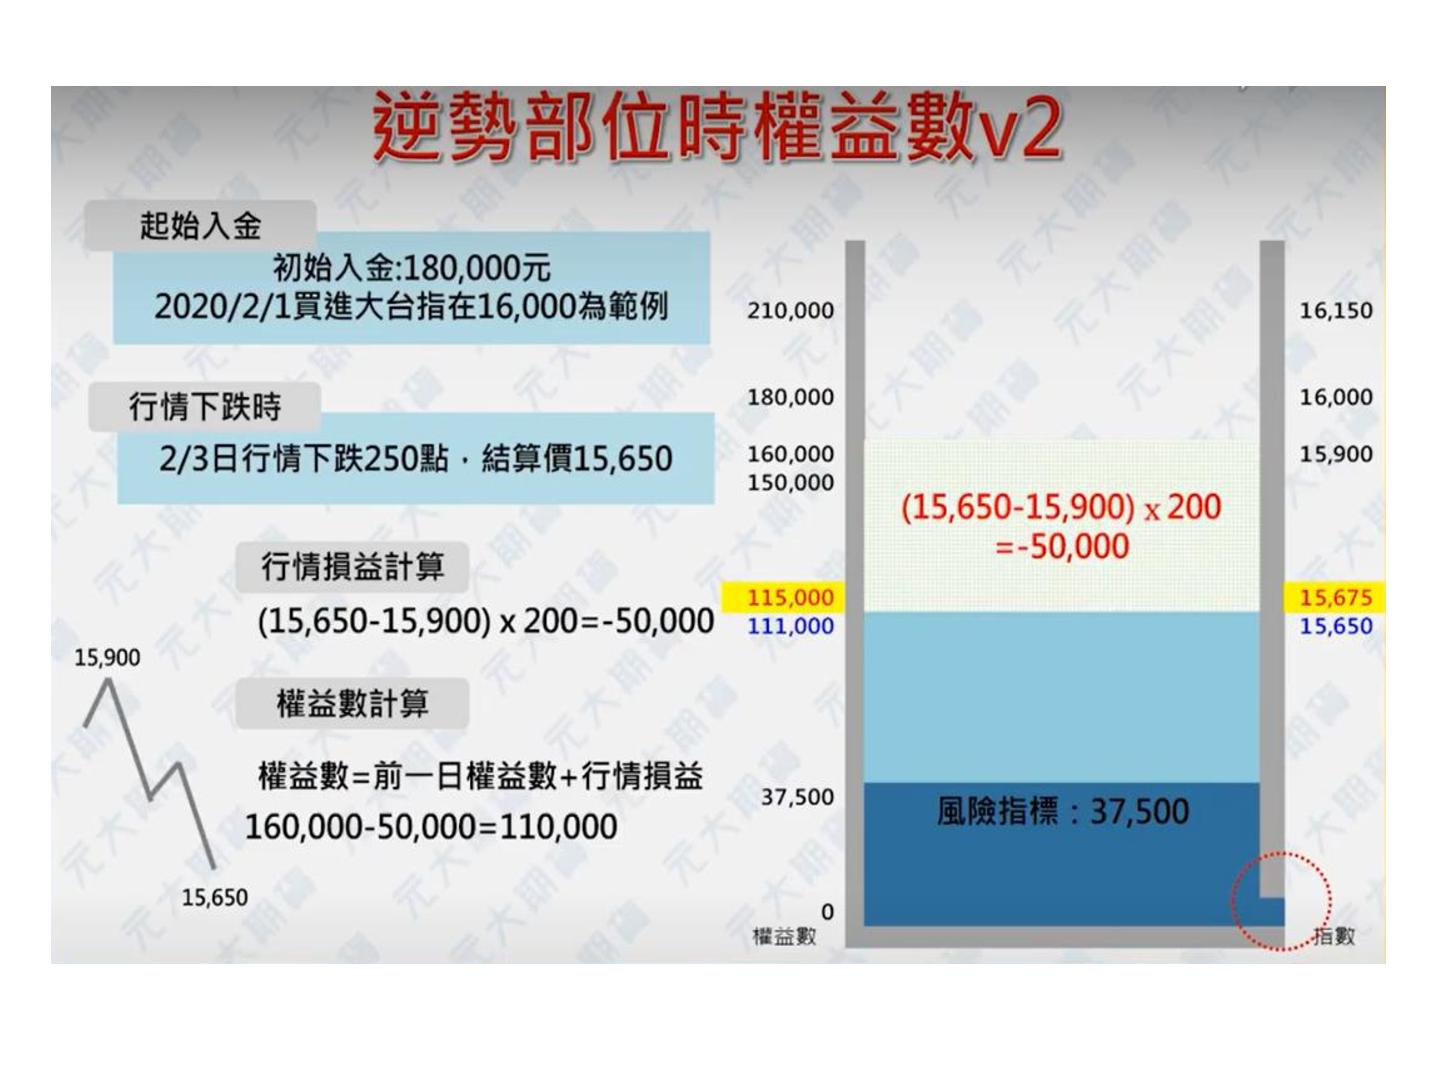 逆勢部位時權益數v2
起始入金
初始入金:180,000元
2020/2/1買進大台指在16,000為範例
行情下跌時
2/3日行情下跌250點，結算價15,650
行情損益計算
(15,650-15,900) x 200=-50,000
權益數計算
權益數=前一日權益數+行情損益
160,000-50,000=110,000
15,900
15,650
210,000
180,000
160,000
150,000
115,000
111,000
37,500
0
權益數
(15,650-15,900) x 200
=-50,000
風險指標：37,500
16,150
16,000
15,900
15,675
15,650
指數
元大期貨